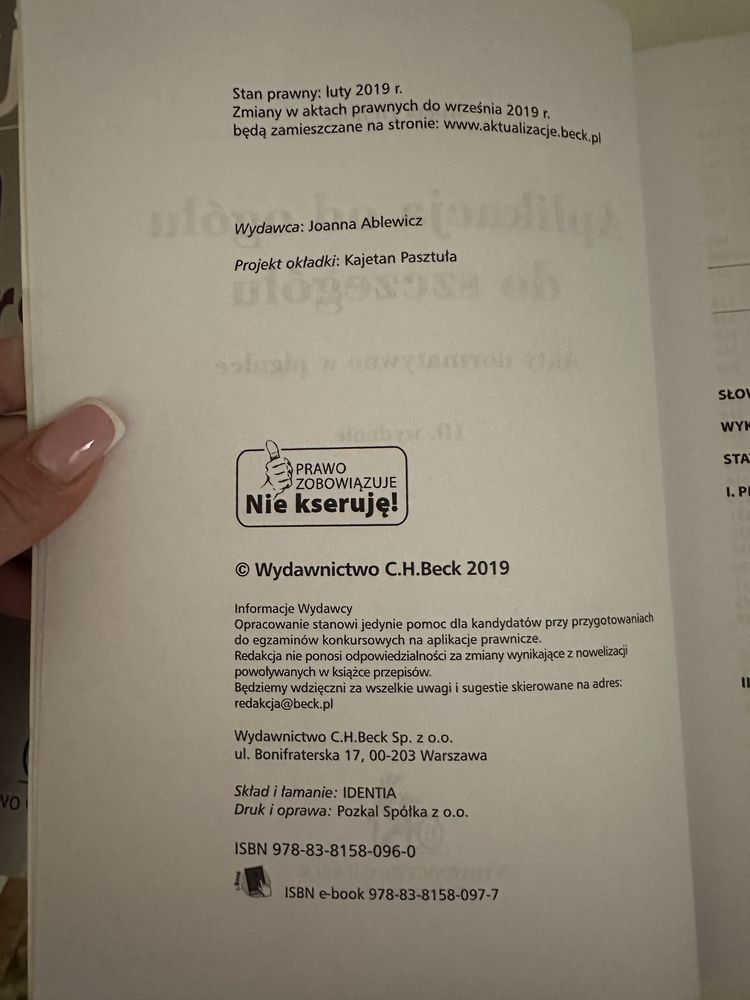 Stan prawny: luty 2019 r.
Zmiany w aktach prawnych do września 2019 r.
będą zamieszczane na stronie: www.aktualizacje.beck.pl
Wydawca: Joanna Ablewicz
Projekt okładki: Kajetan Pasztuła
PRAWO
ZOBOWIĄZUJE
Nie kseruję!
© Wydawnictwo C.H.Beck 2019
Informacje Wydawcy
Opracowanie stanowi jedynie pomoc dla kandydatów przy przygotowaniach
do egzaminów konkursowych na aplikacje prawnicze.
Redakcja nie ponosi odpowiedzialności za zmiany wynikające z nowelizacji
powoływanych w książce przepisów.
Będziemy wdzięczni za wszelkie uwagi i sugestie skierowane na adres:
redakcja@beck.pl
Wydawnictwo C.H.Beck Sp. z o.o.
ul. Bonifraterska 17, 00-203 Warszawa
Skład i łamanie: IDENTIA
Druk i oprawa: Pozkal Spółka z o.o.
ISBN 978-83-8158-096-0
ISBN e-book 978-83-8158-097-7
SŁOW
WYK
STA
I. P
II